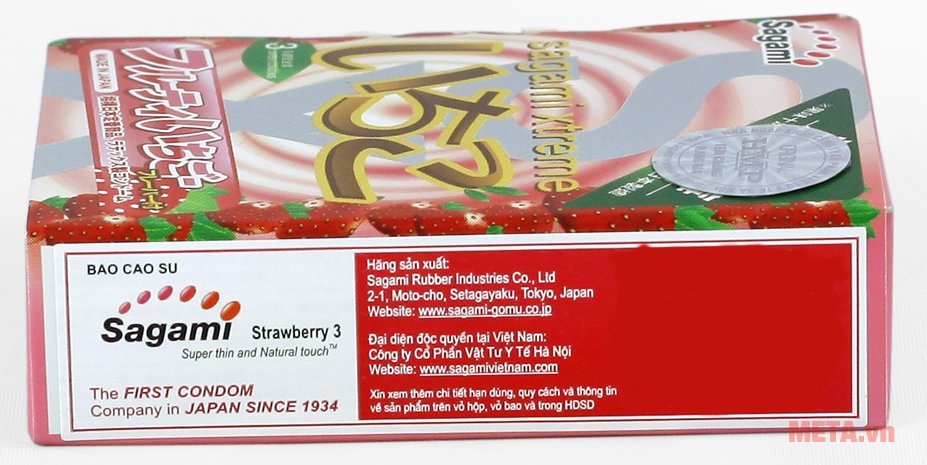 Sagami
sagami xtreme
いちご
3
MADE IN JAPAN
BAO CAO SU
Sagami Strawberry 3
Super thin and Natural touch™
The FIRST CONDOM
Company in JAPAN SINCE 1934
Hãng sản xuất:
Sagami Rubber Industries Co., Ltd
2-1, Moto-cho, Setagayaku, Tokyo, Japan
Website: www.sagami-gomu.co.jp
Đại diện độc quyền tại Việt Nam:
Công ty Cổ Phần Vật Tư Y Tế Hà Nội
Website: www.sagamivietnam.com
Xin xem thêm chi tiết hạn dùng, quy cách và thông tin
về sản phẩm trên vỏ hộp, vỏ bao và trong HDSD
META.vn